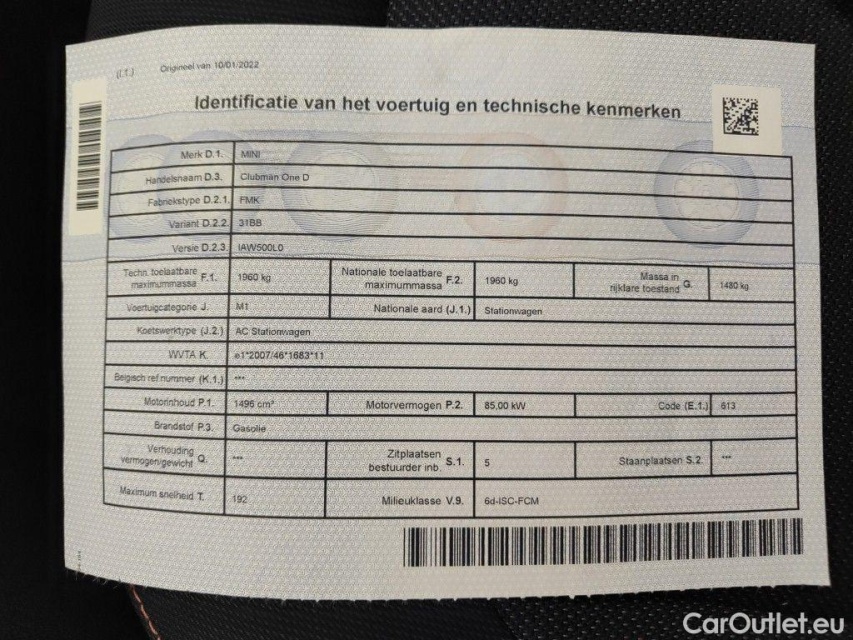 (I.1.) Origineel van 10/01/2022
Identificatie van het voertuig en technische kenmerken
Merk D.1. MINI
Handelsnaam D.3. Clubman One D
Fabriekstype D.2.1. FMK
Variant D.2.2. 31BB
Versie D.2.3. IAW500L0
Techn. toelaatbare maximummassa F.1. 1960 kg Nationale toelaatbare maximummassa F.2. 1960 kg Massa in rijklare toestand G. 1480 kg
Voertuigcategorie J. M1 Nationale aard (J.1.) Stationwagen
Koetswerktype (J.2.) AC Stationwagen
WVTA K. e1*2007/46*1683*11
Belgisch ref nummer (K.1.) ***
Motorinhoud P.1. 1496 cm³ Motorvermogen P.2. 85,00 kW Code (E.1.) 613
Brandstof P.3. Gasolie
Verhouding vermogen/gewicht Q. *** Zitplaatsen bestuurder inb. S.1. 5 Staanplaatsen S.2. ***
Maximum snelheid T. 192 Milieuklasse V.9. 6d-ISC-FCM
CarOutlet.eu